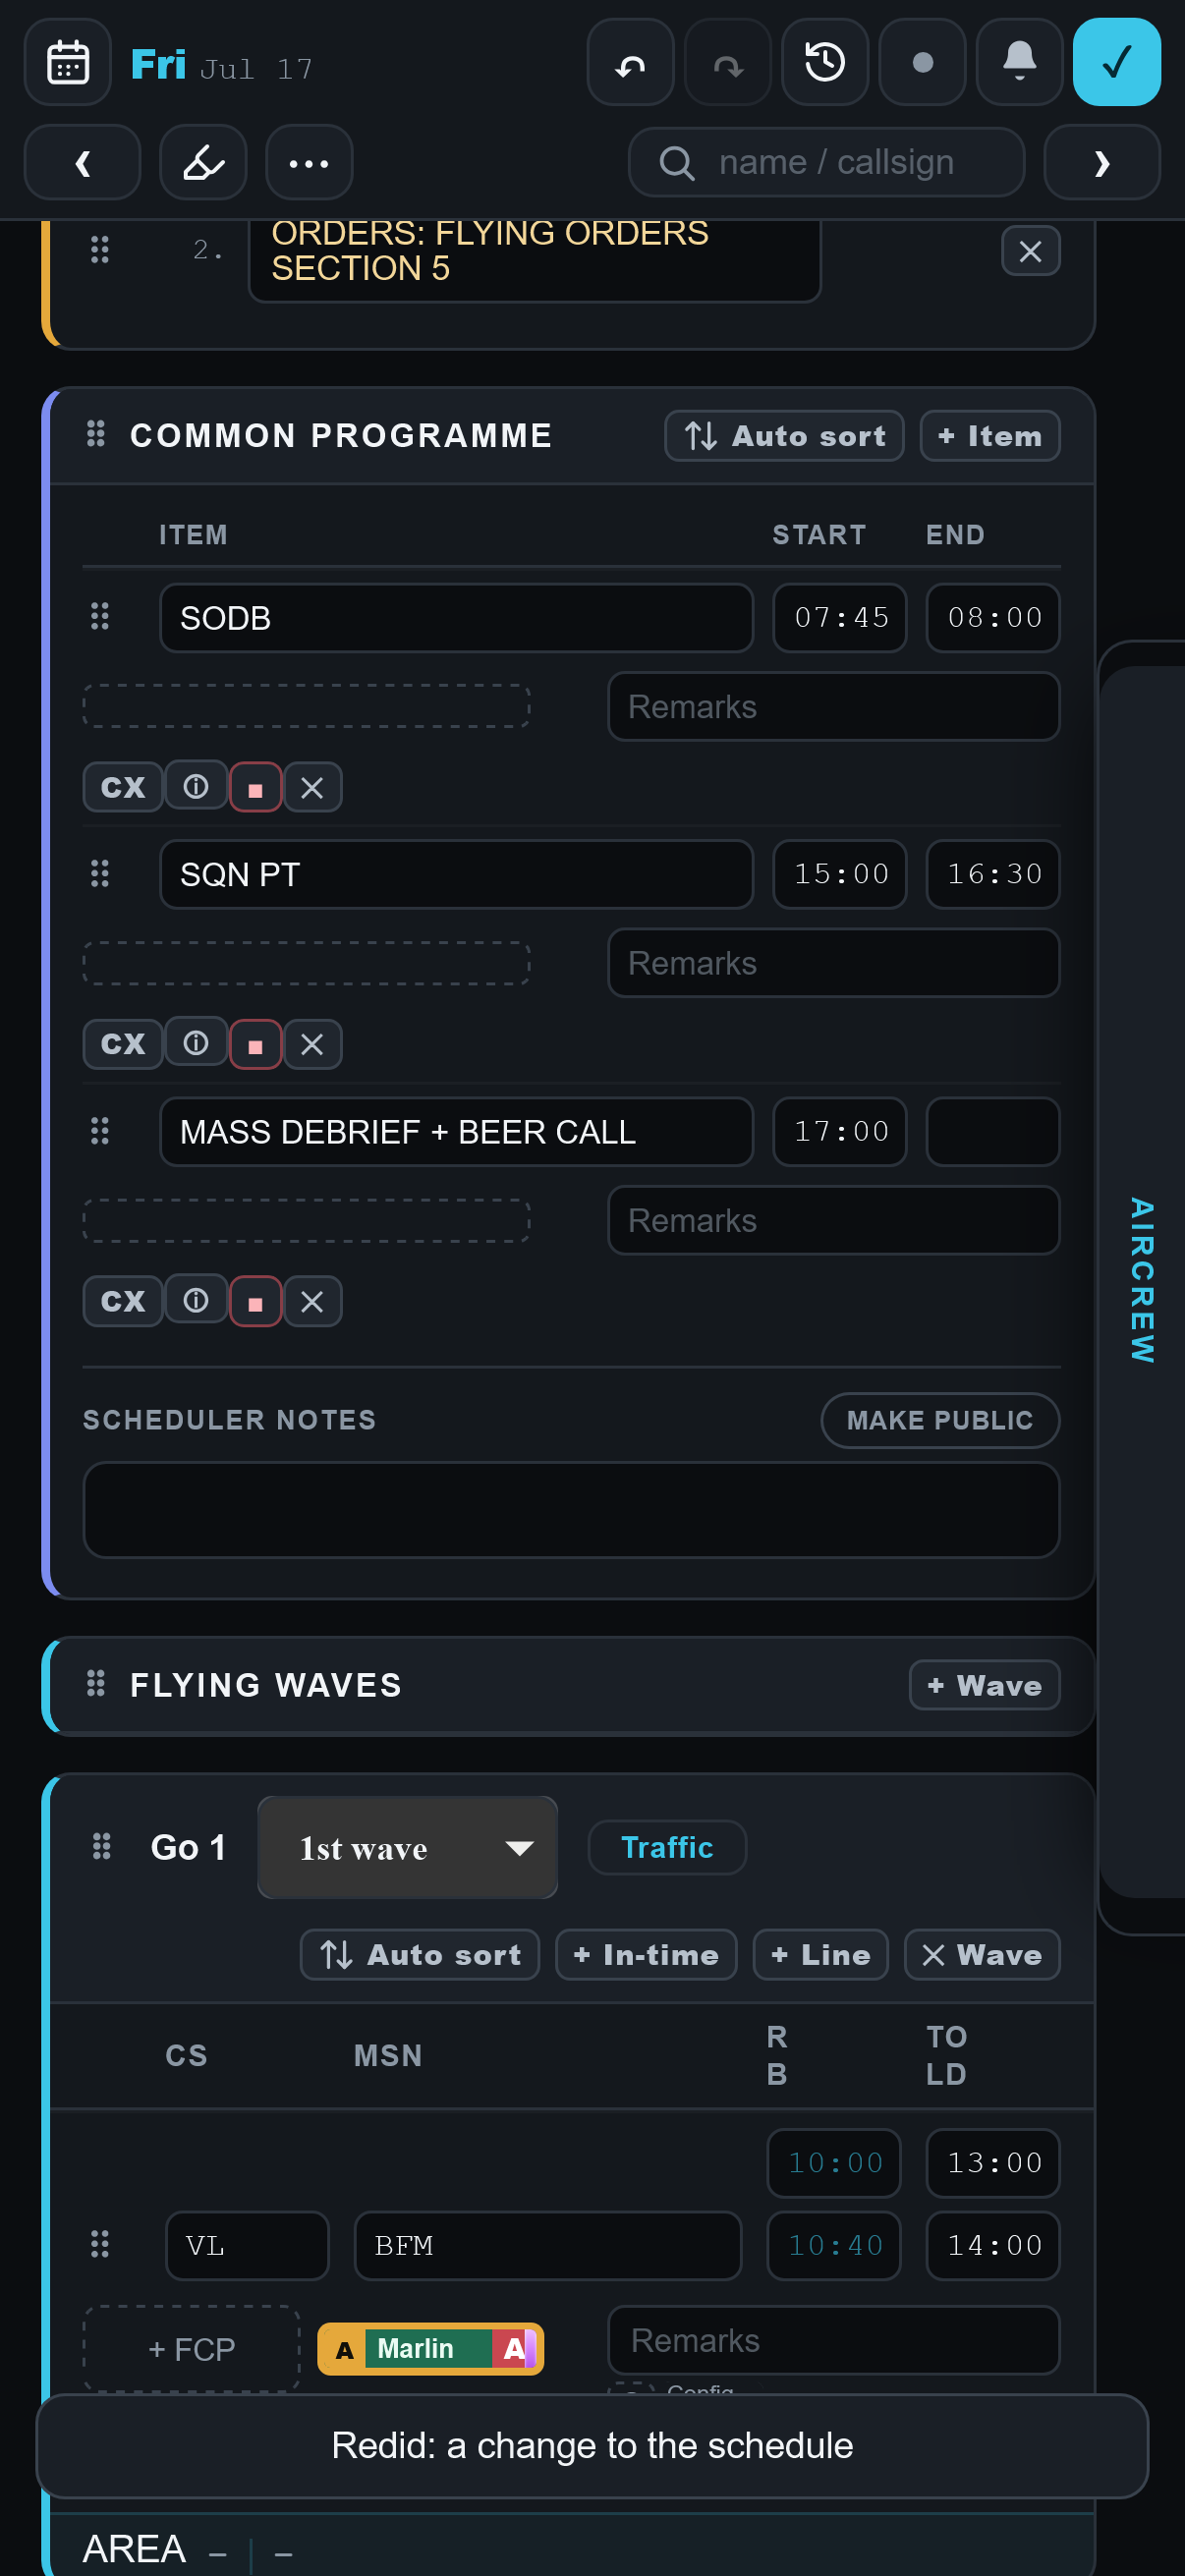 Fri Jul 17
name / callsign
2. ORDERS: FLYING ORDERS
SECTION 5
COMMON PROGRAMME
Auto sort
+ Item
ITEM START END
SODB 07:45 08:00
Remarks
CX
SQN PT 15:00 16:30
Remarks
CX
MASS DEBRIEF + BEER CALL 17:00
Remarks
CX
AIRCREW
SCHEDULER NOTES
MAKE PUBLIC
FLYING WAVES
+ Wave
Go 1
1st wave
Traffic
Auto sort
+ In-time
+ Line
Wave
CS MSN R TO
B LD
10:00 13:00
VL BFM 10:40 14:00
+ FCP
A Marlin A
Remarks
Config
Redid: a change to the schedule
AREA – | –